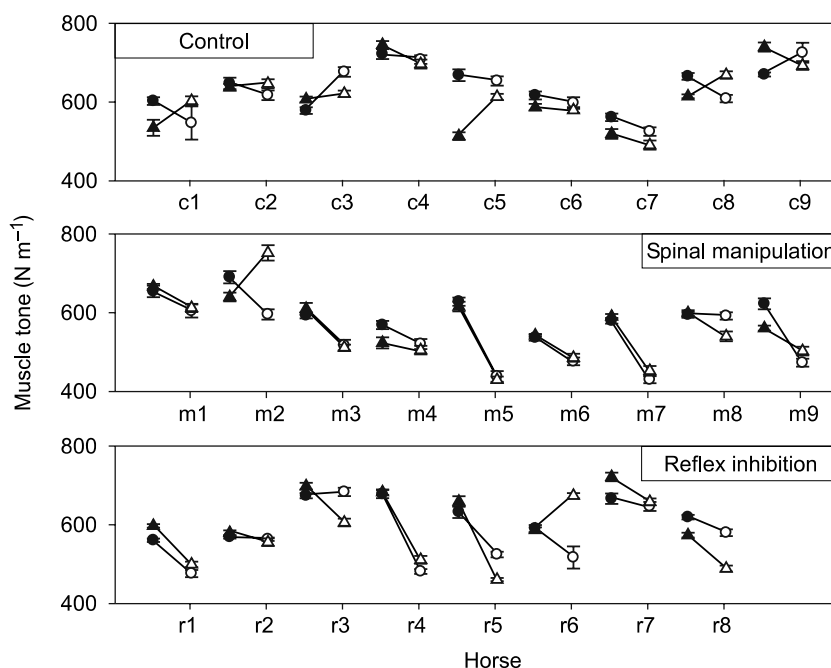 800
Control
600
400
c1 c2 c3 c4 c5 c6 c7 c8 c9
800
Spinal manipulation
600
400
m1 m2 m3 m4 m5 m6 m7 m8 m9
800
Reflex inhibition
600
400
r1 r2 r3 r4 r5 r6 r7 r8
Horse
Muscle tone (N m⁻¹)